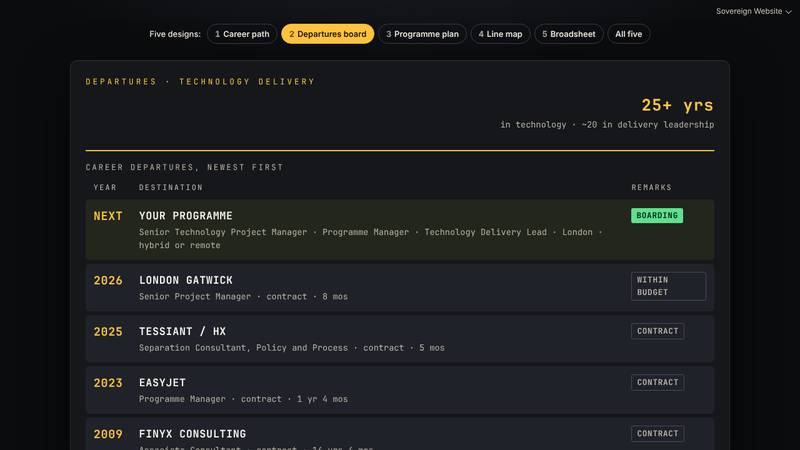 Sovereign Website
Five designs: 1 Career path 2 Departures board 3 Programme plan 4 Line map 5 Broadsheet All five
DEPARTURES · TECHNOLOGY DELIVERY
25+ yrs
in technology · ~20 in delivery leadership
CAREER DEPARTURES, NEWEST FIRST
YEAR DESTINATION REMARKS
NEXT YOUR PROGRAMME BOARDING
Senior Technology Project Manager · Programme Manager · Technology Delivery Lead · London ·
hybrid or remote
2026 LONDON GATWICK WITHIN
BUDGET
Senior Project Manager · contract · 8 mos
2025 TESSIANT / HX CONTRACT
Separation Consultant, Policy and Process · contract · 5 mos
2023 EASYJET CONTRACT
Programme Manager · contract · 1 yr 4 mos
2009 FINYX CONSULTING CONTRACT